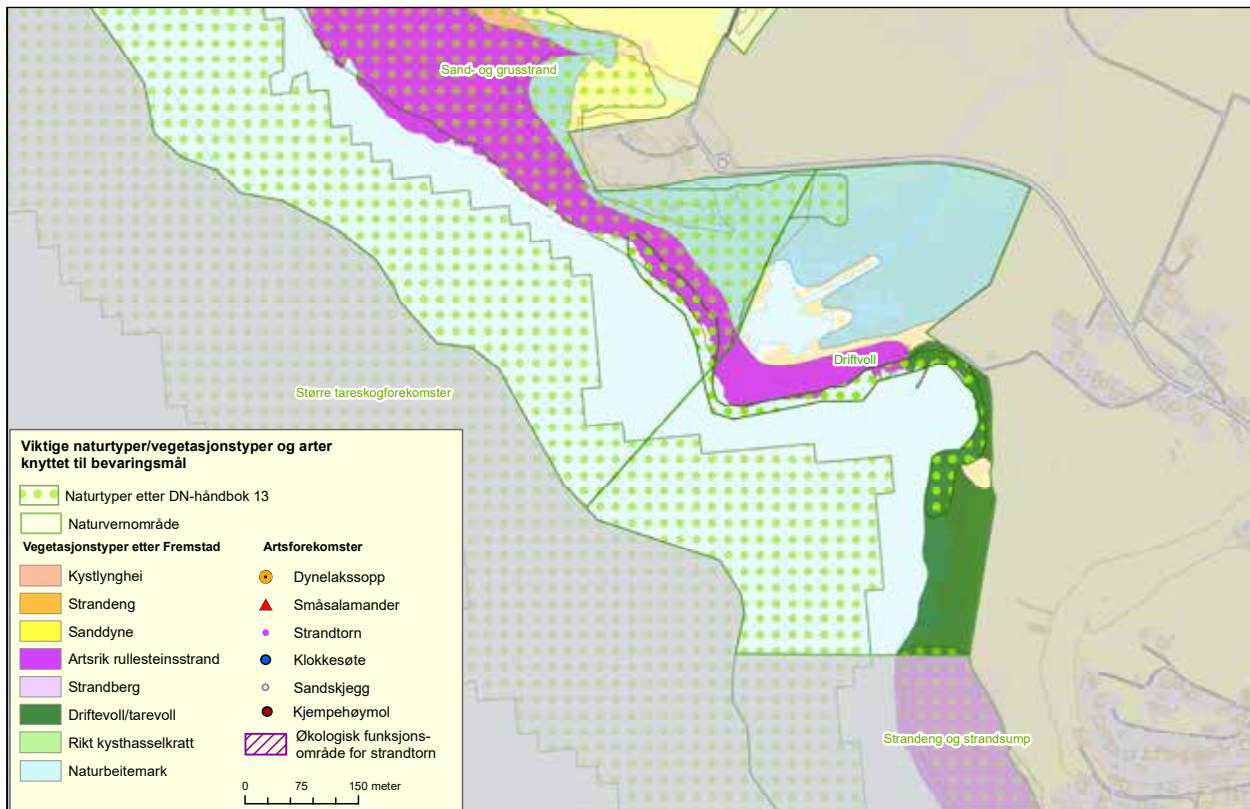 Sand- og grusstrand
Driftvoll
Større tareskogforekomster
Strandeng og strandsump
Viktige naturtyper/vegetasjonstyper og arter
knyttet til bevaringsmål
Naturtyper etter DN-håndbok 13
Naturvernområde
Vegetasjonstyper etter Fremstad
Kystlynghei
Strandeng
Sanddyne
Artsrik rullesteinsstrand
Strandberg
Driftevoll/tarevoll
Rikt kysthasselkratt
Naturbeitemark
Artsforekomster
Dynelakssopp
Småsalamander
Strandtorn
Klokkesøte
Sandskjegg
Kjempehøymol
Økologisk funksjons-
område for strandtorn
0 75 150 meter